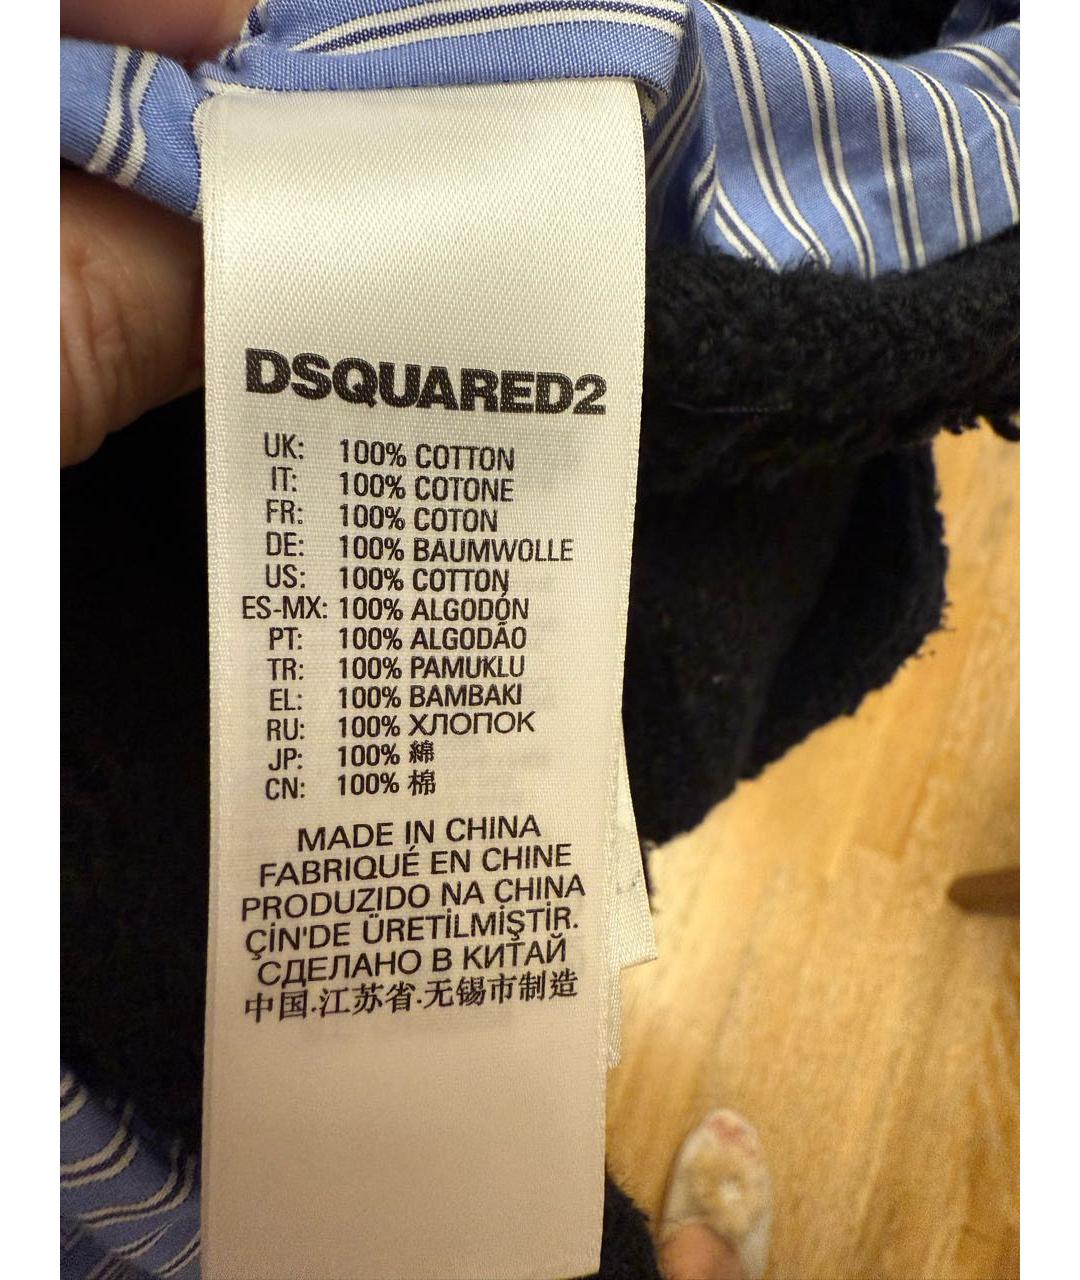 DSQUARED2
UK: 100% COTTON
IT: 100% COTONE
FR: 100% COTON
DE: 100% BAUMWOLLE
US: 100% COTTON
ES-MX: 100% ALGODÓN
PT: 100% ALGODÃO
TR: 100% PAMUKLU
EL: 100% BAMBAKI
RU: 100% ХЛОПОК
JP: 100% 綿
CN: 100% 棉
MADE IN CHINA
FABRIQUÉ EN CHINE
PRODUZIDO NA CHINA
ÇİN'DE ÜRETİLMİŞTİR.
СДЕЛАНО В КИТАЙ
中国.江苏省.无锡市制造